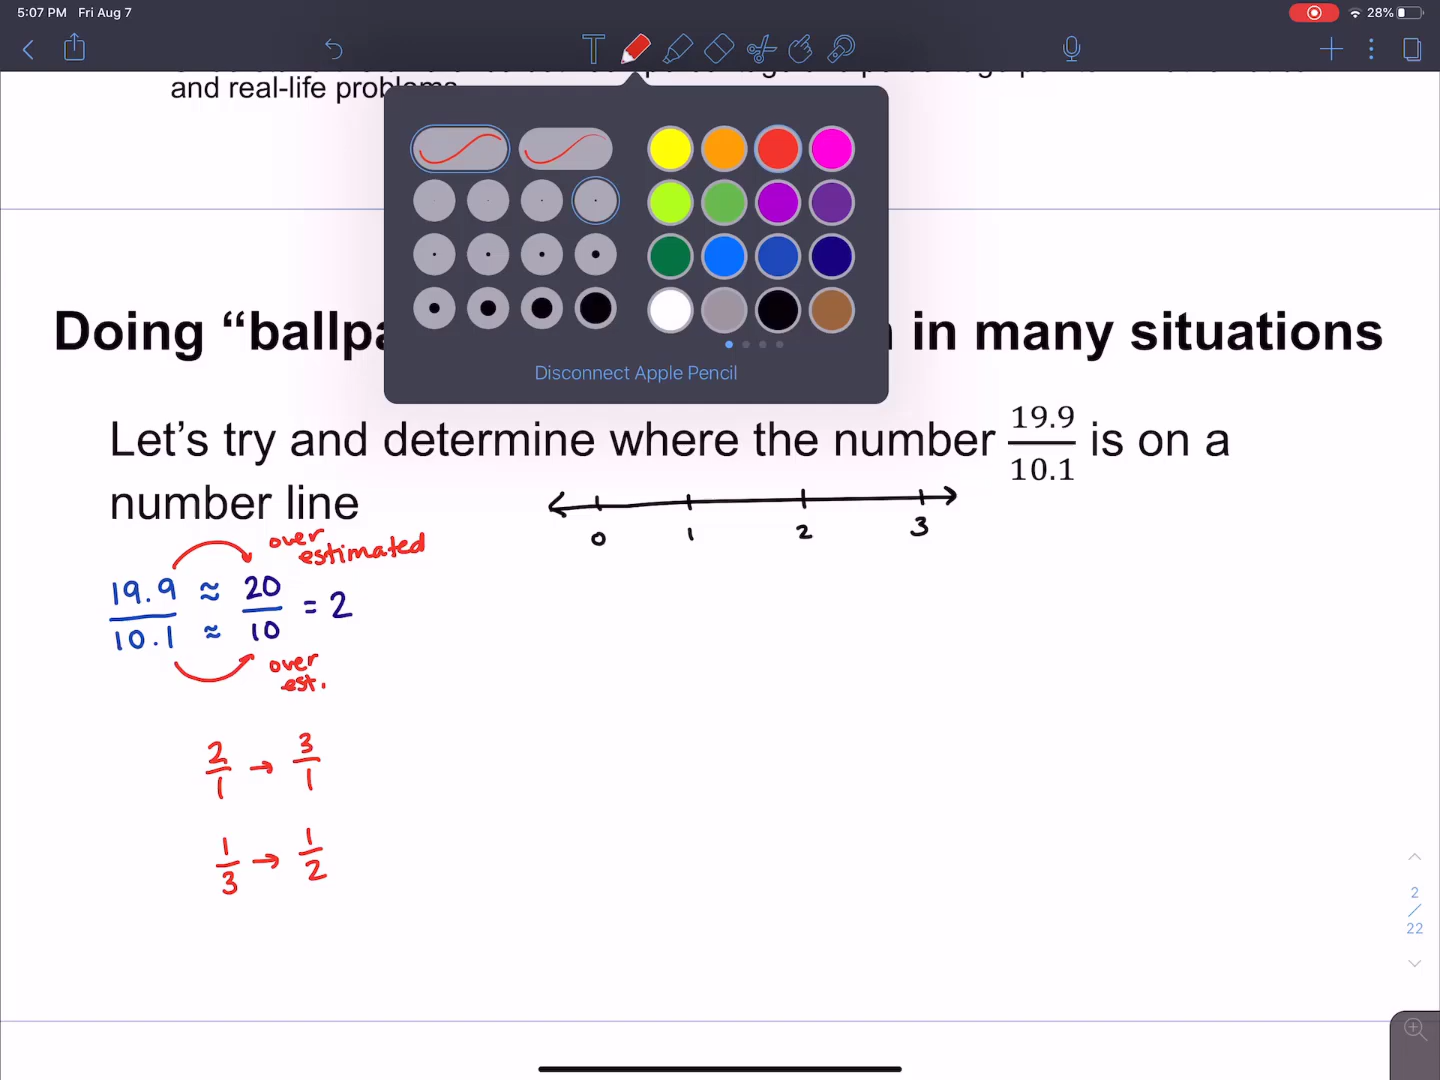 5:07 PM Fri Aug 7
28%
T
and real-life problems
Doing “ballpa in many situations
Disconnect Apple Pencil
Let’s try and determine where the number 19.9/10.1 is on a
number line
0 1 2 3
over
estimated
19.9 ≈ 20
10.1 ≈ 10
= 2
over
est.
2/1 → 3/1
1/3 → 1/2
2
/
22